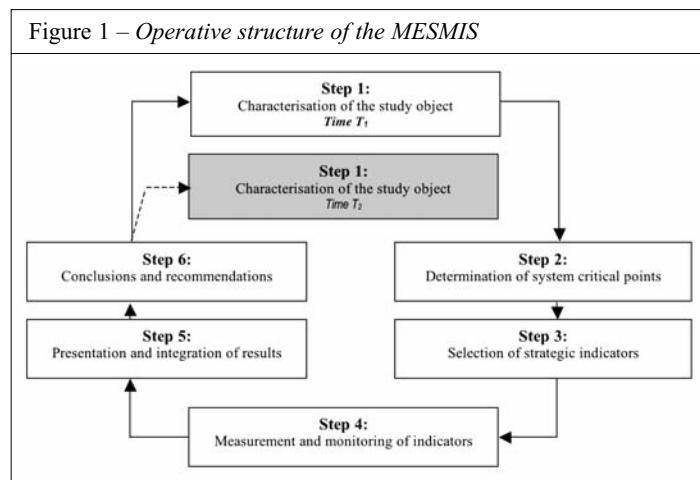 Figure 1 – Operative structure of the MESMIS
Step 1:
Characterisation of the study object
Time T₁
Step 1:
Characterisation of the study object
Time T₂
Step 6:
Conclusions and recommendations
Step 2:
Determination of system critical points
Step 5:
Presentation and integration of results
Step 3:
Selection of strategic indicators
Step 4:
Measurement and monitoring of indicators